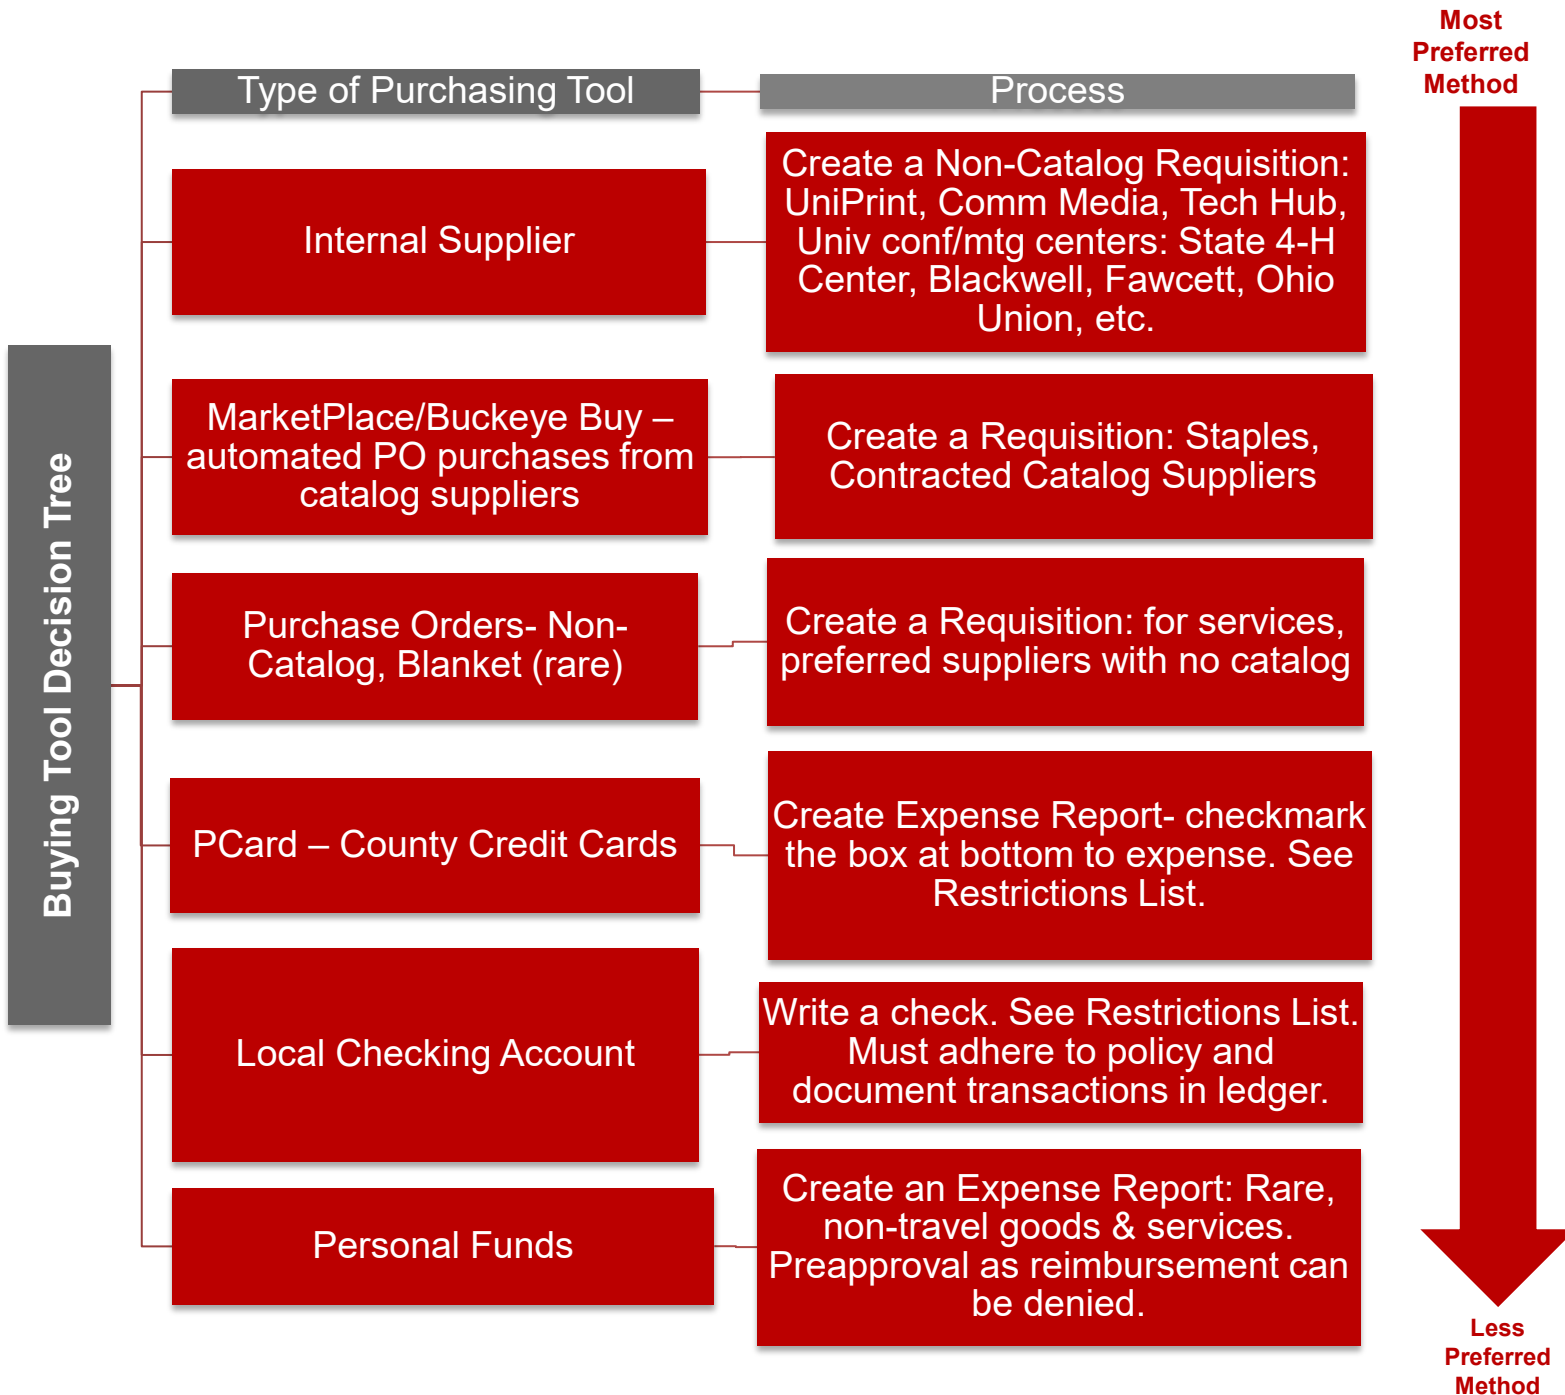 Most
Preferred
Method
Type of Purchasing Tool
Process
Internal Supplier
Create a Non-Catalog Requisition:
UniPrint, Comm Media, Tech Hub,
Univ conf/mtg centers: State 4-H
Center, Blackwell, Fawcett, Ohio
Union, etc.
Buying Tool Decision Tree
MarketPlace/Buckeye Buy –
automated PO purchases from
catalog suppliers
Create a Requisition: Staples,
Contracted Catalog Suppliers
Purchase Orders- Non-
Catalog, Blanket (rare)
Create a Requisition: for services,
preferred suppliers with no catalog
PCard – County Credit Cards
Create Expense Report- checkmark
the box at bottom to expense. See
Restrictions List.
Local Checking Account
Write a check. See Restrictions List.
Must adhere to policy and
document transactions in ledger.
Personal Funds
Create an Expense Report: Rare,
non-travel goods & services.
Preapproval as reimbursement can
be denied.
Less
Preferred
Method